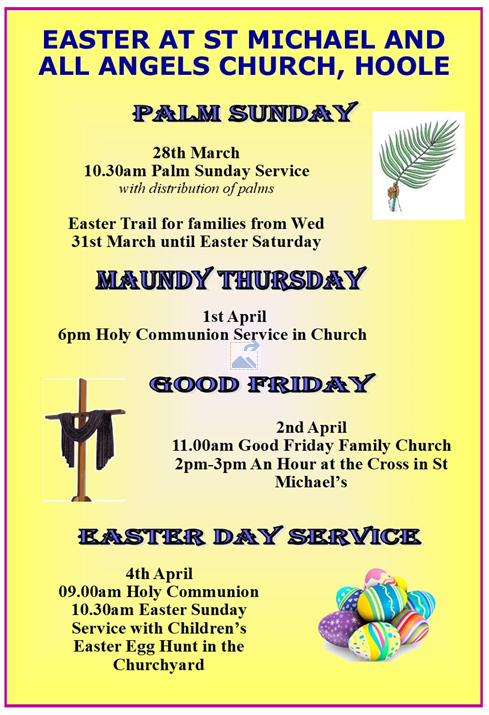 EASTER AT ST MICHAEL AND
ALL ANGELS CHURCH, HOOLE
PALM SUNDAY
28th March
10.30am Palm Sunday Service
with distribution of palms
Easter Trail for families from Wed
31st March until Easter Saturday
MAUNDY THURSDAY
1st April
6pm Holy Communion Service in Church
GOOD FRIDAY
2nd April
11.00am Good Friday Family Church
2pm-3pm An Hour at the Cross in St
Michael's
EASTER DAY SERVICE
4th April
09.00am Holy Communion
10.30am Easter Sunday
Service with Children's
Easter Egg Hunt in the
Churchyard